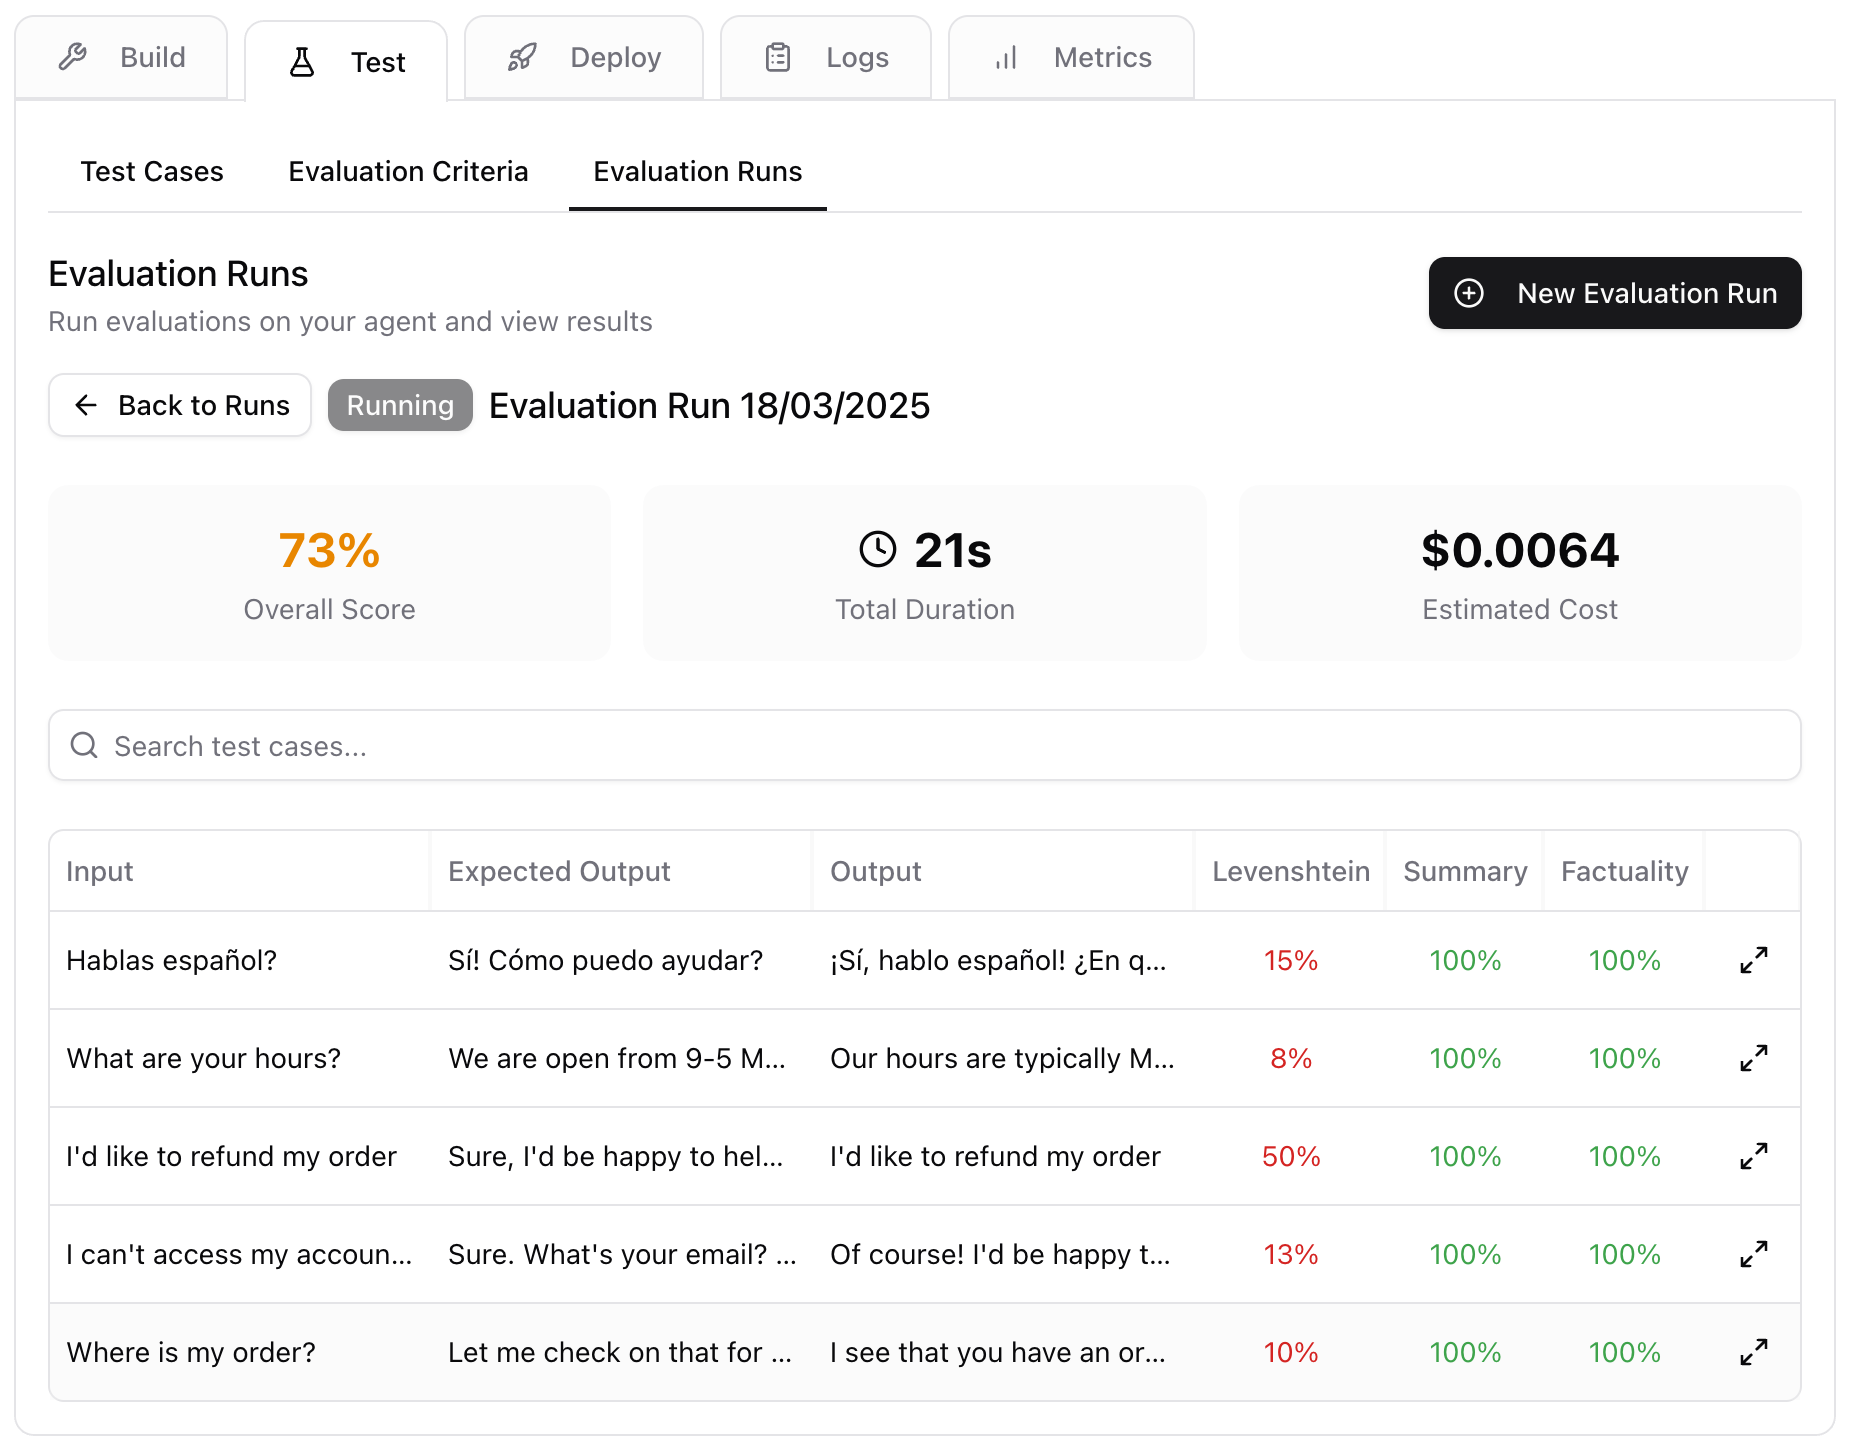 Build Test Deploy Logs Metrics
Test Cases Evaluation Criteria Evaluation Runs
Evaluation Runs
Run evaluations on your agent and view results
New Evaluation Run
Back to Runs Running Evaluation Run 18/03/2025
73% 21s $0.0064
Overall Score Total Duration Estimated Cost
Search test cases...
Input Expected Output Output Levenshtein Summary Factuality
Hablas español? Sí! Cómo puedo ayudar? ¡Sí, hablo español! ¿En q... 15% 100% 100%
What are your hours? We are open from 9-5 M... Our hours are typically M... 8% 100% 100%
I'd like to refund my order Sure, I'd be happy to hel... I'd like to refund my order 50% 100% 100%
I can't access my accoun... Sure. What's your email? ... Of course! I'd be happy t... 13% 100% 100%
Where is my order? Let me check on that for ... I see that you have an or... 10% 100% 100%